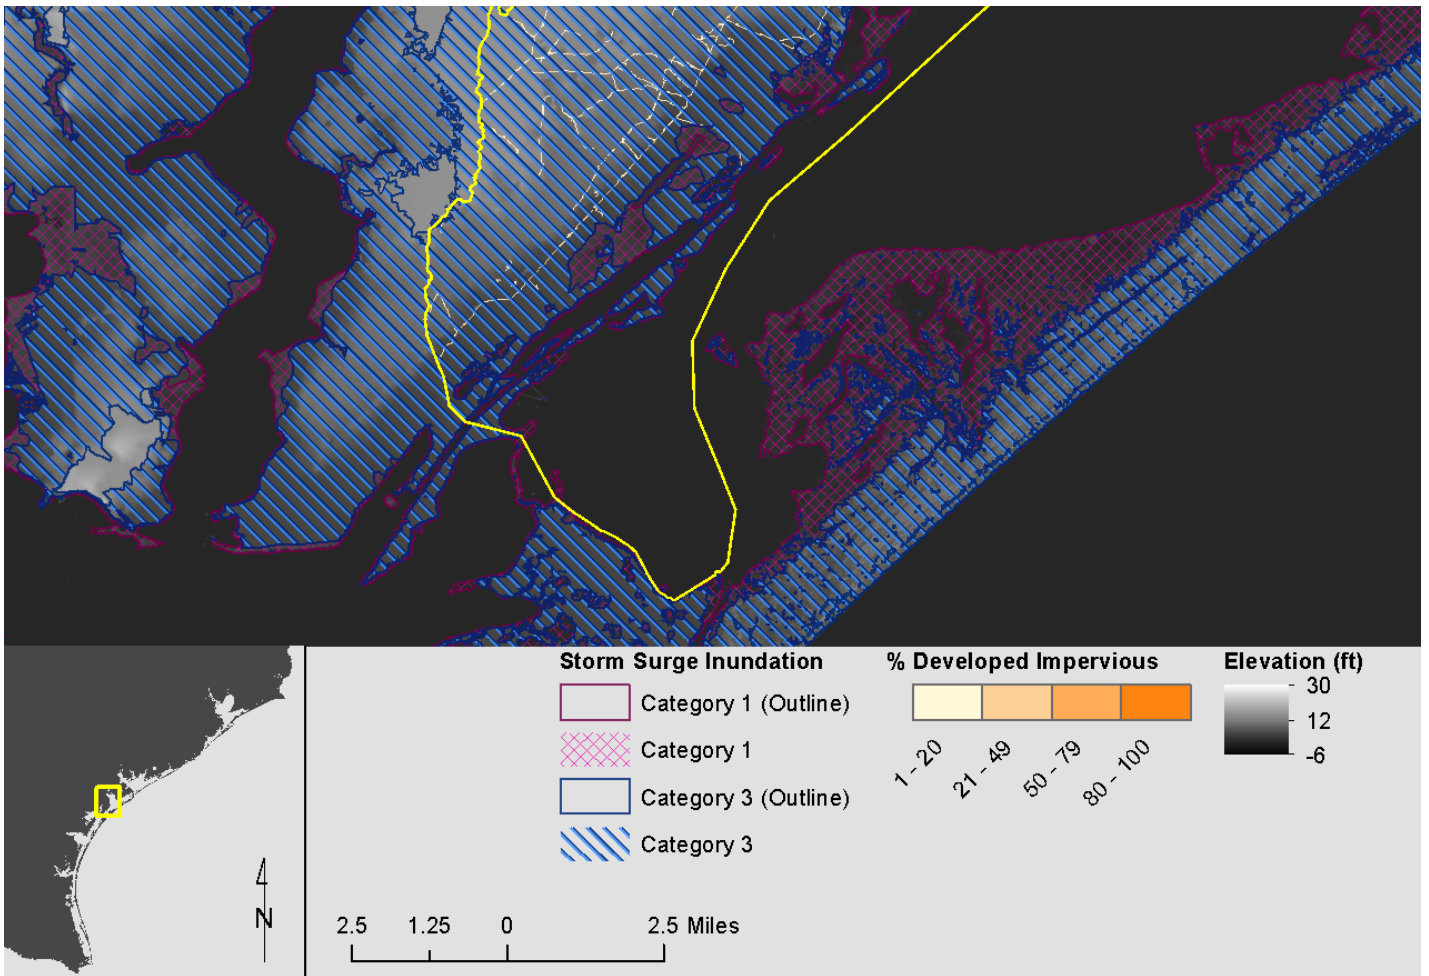 Storm Surge Inundation
Category 1 (Outline)
Category 1
Category 3 (Outline)
Category 3
% Developed Impervious
1 - 20
21 - 49
50 - 79
80 - 100
Elevation (ft)
30
12
-6
N
2.5 1.25 0 2.5 Miles